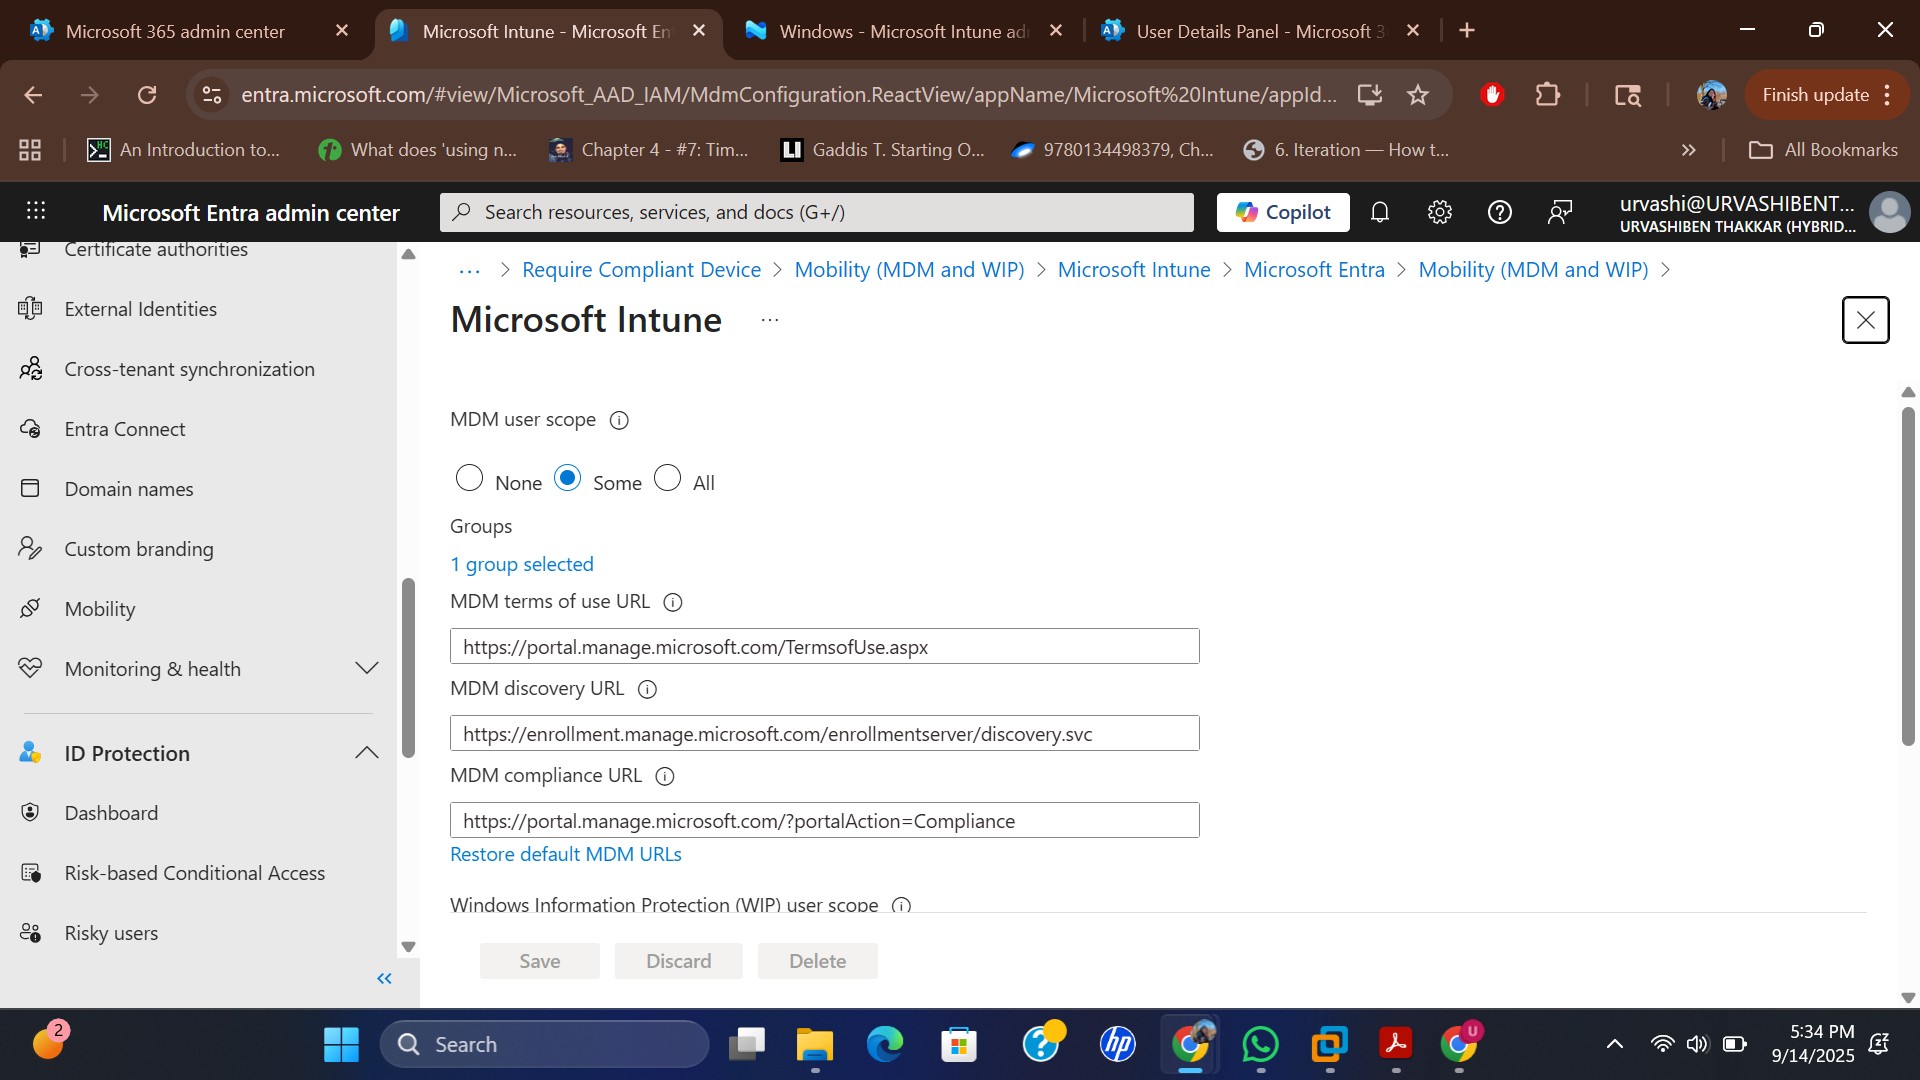 Microsoft 365 admin center
Microsoft Intune - Microsoft En
Windows - Microsoft Intune ad
User Details Panel - Microsoft 3
entra.microsoft.com/#view/Microsoft_AAD_IAM/MdmConfiguration.ReactView/appName/Microsoft%20Intune/appId...
Finish update
An Introduction to...
What does 'using n...
Chapter 4 - #7: Tim...
Gaddis T. Starting O...
9780134498379, Ch...
6. Iteration — How t...
All Bookmarks
Microsoft Entra admin center
Search resources, services, and docs (G+/)
Copilot
urvashi@URVASHIBENT...
URVASHIBEN THAKKAR (HYBRID...
Certificate authorities
External Identities
Cross-tenant synchronization
Entra Connect
Domain names
Custom branding
Mobility
Monitoring & health
ID Protection
Dashboard
Risk-based Conditional Access
Risky users
... > Require Compliant Device > Mobility (MDM and WIP) > Microsoft Intune > Microsoft Entra > Mobility (MDM and WIP) >
Microsoft Intune ...
MDM user scope
None Some All
Groups
1 group selected
MDM terms of use URL
https://portal.manage.microsoft.com/TermsofUse.aspx
MDM discovery URL
https://enrollment.manage.microsoft.com/enrollmentserver/discovery.svc
MDM compliance URL
https://portal.manage.microsoft.com/?portalAction=Compliance
Restore default MDM URLs
Windows Information Protection (WIP) user scope
Save Discard Delete
2
Search
hp
U
5:34 PM
9/14/2025